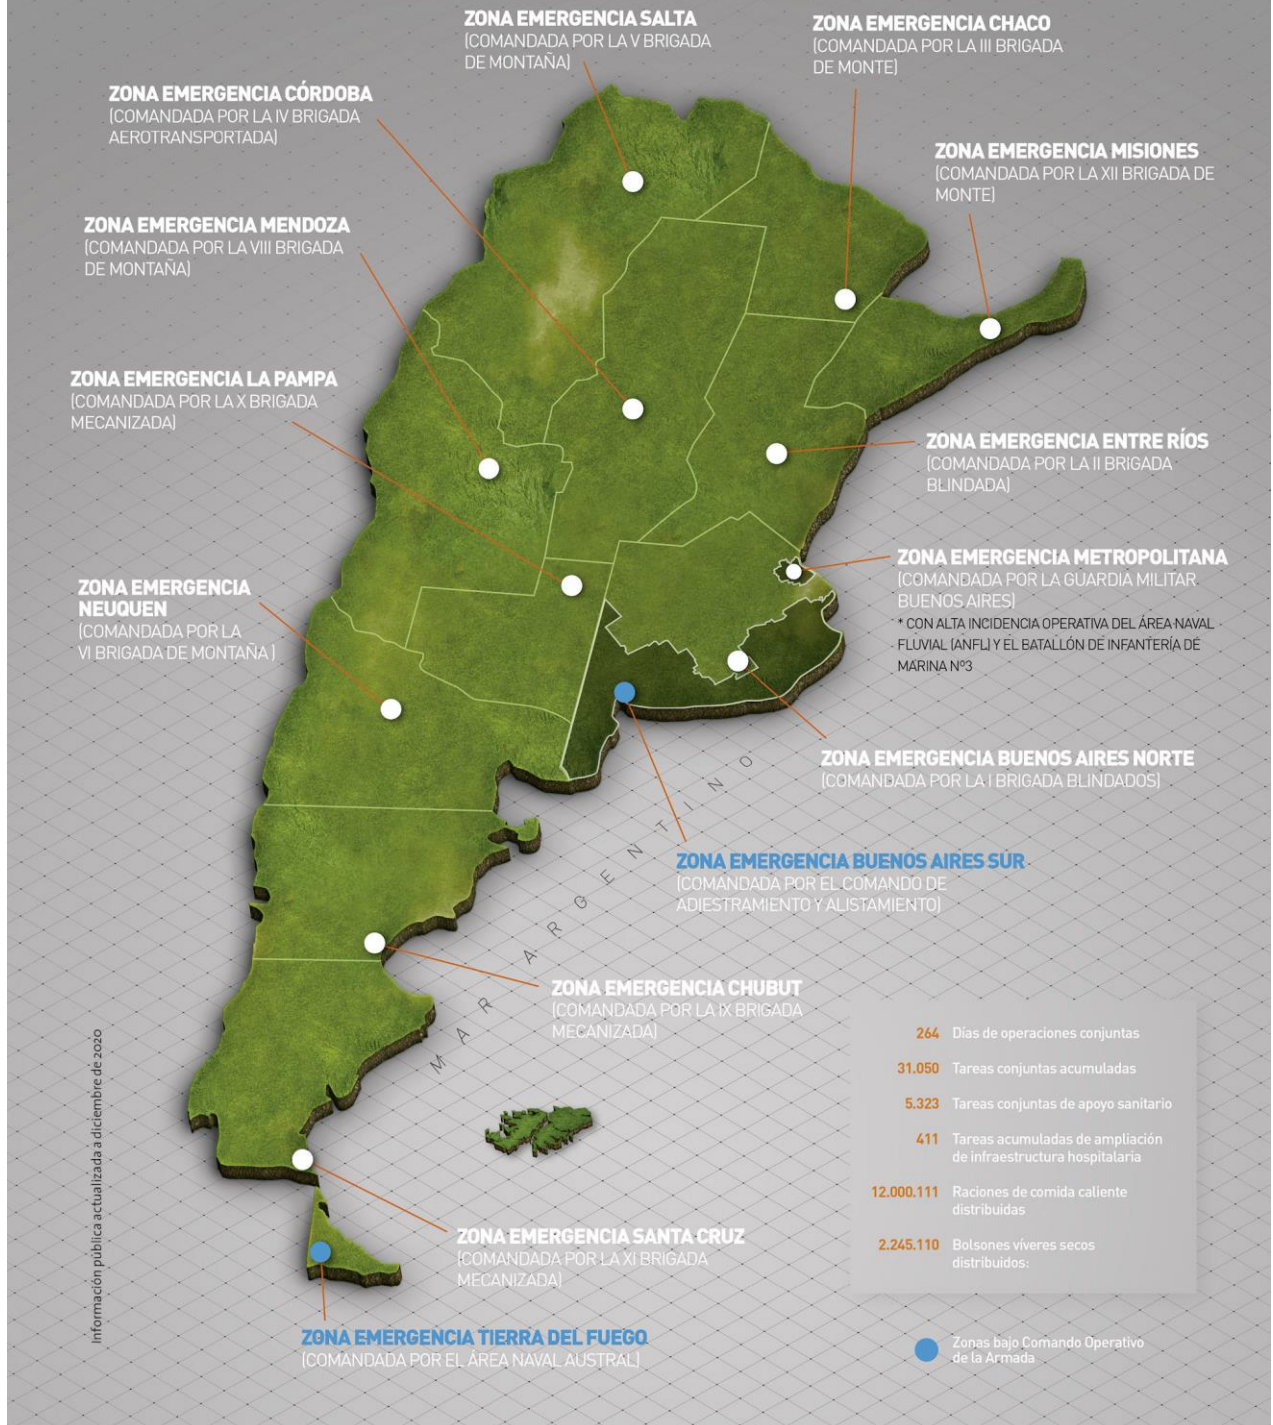 ZONA EMERGENCIA SALTA
(COMANDADA POR LA V BRIGADA
DE MONTAÑA)
ZONA EMERGENCIA CHACO
(COMANDADA POR LA III BRIGADA
DE MONTE)
ZONA EMERGENCIA CÓRDOBA
(COMANDADA POR LA IV BRIGADA
AEROTRANSPORTADA)
ZONA EMERGENCIA MISIONES
(COMANDADA POR LA XII BRIGADA DE
MONTE)
ZONA EMERGENCIA MENDOZA
(COMANDADA POR LA VIII BRIGADA
DE MONTAÑA)
ZONA EMERGENCIA LA PAMPA
(COMANDADA POR LA X BRIGADA
MECANIZADA)
ZONA EMERGENCIA ENTRE RÍOS
(COMANDADA POR LA II BRIGADA
BLINDADA)
ZONA EMERGENCIA METROPOLITANA
(COMANDADA POR LA GUARDIA MILITAR
BUENOS AIRES)
* CON ALTA INCIDENCIA OPERATIVA DEL ÁREA NAVAL
FLUVIAL (ANFL) Y EL BATALLÓN DE INFANTERÍA DE
MARINA Nº3
ZONA EMERGENCIA
NEUQUEN
(COMANDADA POR LA
VI BRIGADA DE MONTAÑA )
ZONA EMERGENCIA BUENOS AIRES NORTE
(COMANDADA POR LA I BRIGADA BLINDADOS)
ZONA EMERGENCIA BUENOS AIRES SUR
(COMANDADA POR EL COMANDO DE
ADIESTRAMIENTO Y ALISTAMIENTO)
MAR ARGENTINO
ZONA EMERGENCIA CHUBUT
(COMANDADA POR LA IX BRIGADA
MECANIZADA)
264 Días de operaciones conjuntas
31.050 Tareas conjuntas acumuladas
5.323 Tareas conjuntas de apoyo sanitario
411 Tareas acumuladas de ampliación
de infraestructura hospitalaria
12.000.111 Raciones de comida caliente
distribuidas
2.245.110 Bolsones víveres secos
distribuidos:
ZONA EMERGENCIA SANTA CRUZ
(COMANDADA POR LA XI BRIGADA
MECANIZADA)
ZONA EMERGENCIA TIERRA DEL FUEGO
(COMANDADA POR EL ÁREA NAVAL AUSTRAL)
Zonas bajo Comando Operativo
de la Armada
Información pública actualizada a diciembre de 2020